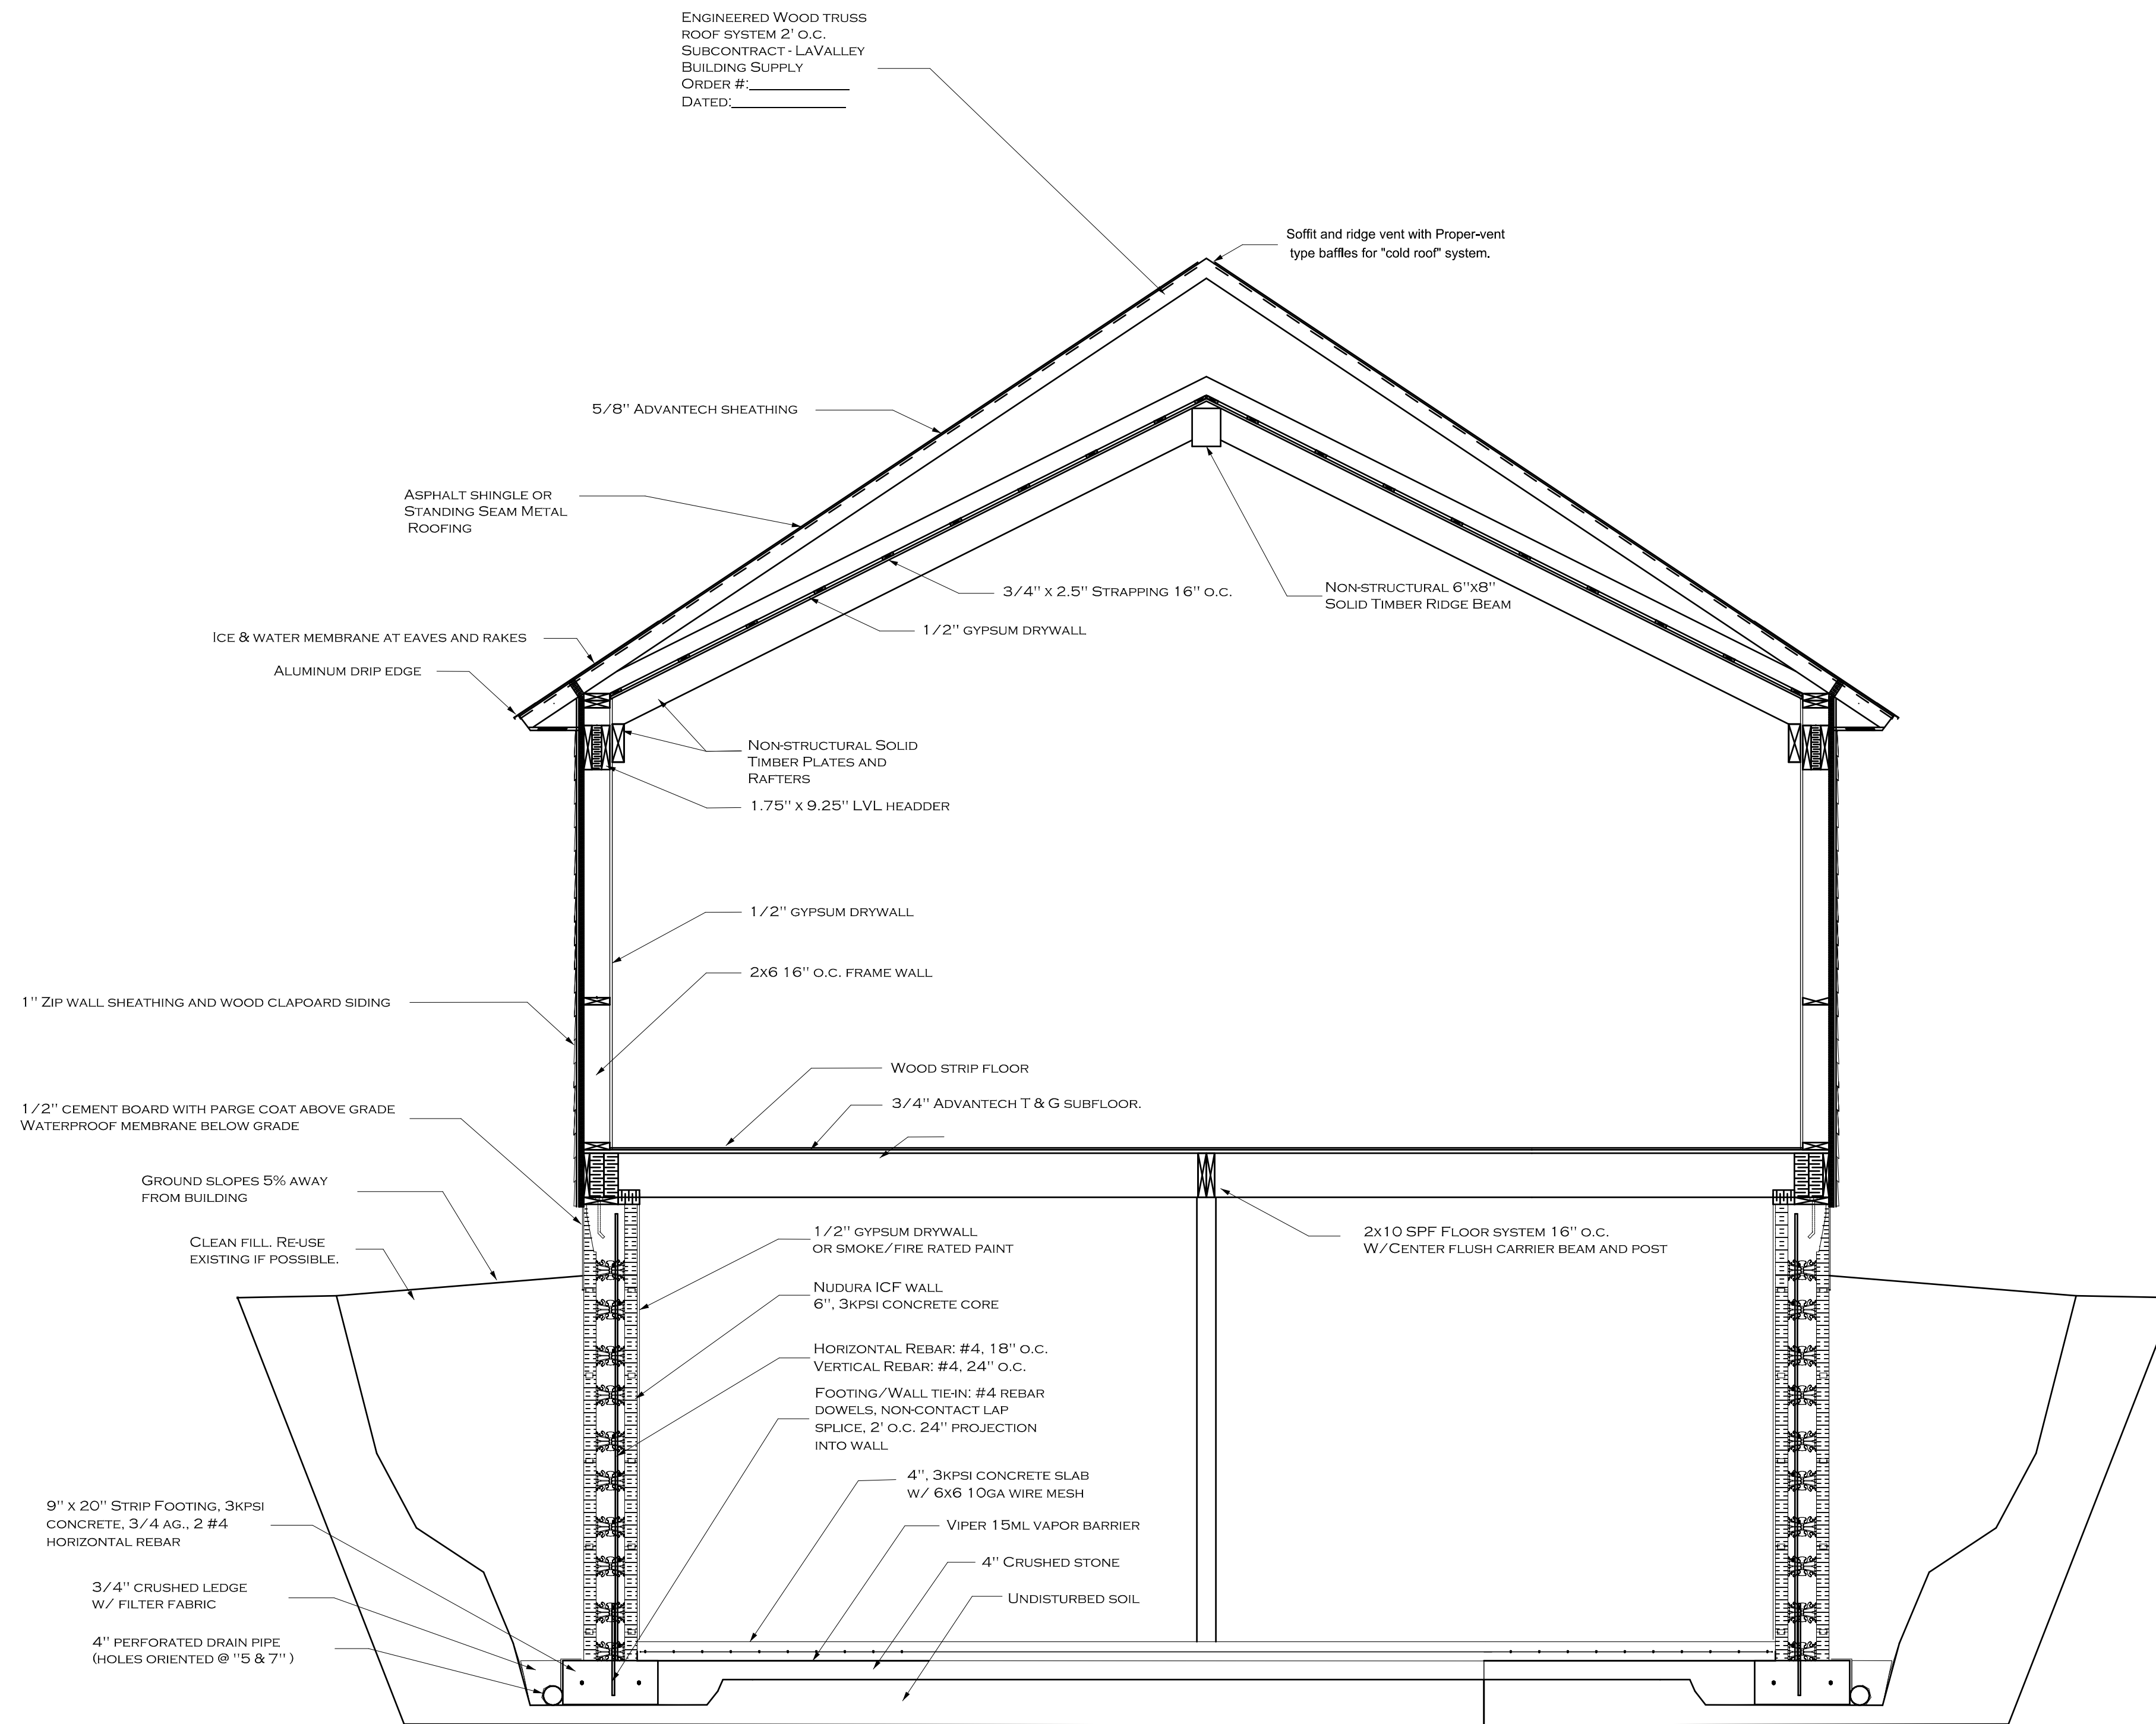 Engineered Wood truss
roof system 2' o.c.
Subcontract - LaValley
Building Supply
Order #:
Dated:
Soffit and ridge vent with Proper-vent
type baffles for "cold roof" system.
5/8" Advantech sheathing
Asphalt shingle or
Standing Seam Metal
Roofing
3/4" x 2.5" Strapping 16" o.c.
Non-structural 6"x8"
Solid Timber Ridge Beam
1/2" gypsum drywall
Ice & water membrane at eaves and rakes
Aluminum drip edge
Non-structural Solid
Timber Plates and
Rafters
1.75" x 9.25" LVL headder
1/2" gypsum drywall
2x6 16" o.c. frame wall
1" Zip wall sheathing and wood clapoard siding
Wood strip floor
3/4" Advantech T & G subfloor.
1/2" cement board with parge coat above grade
Waterproof membrane below grade
Ground slopes 5% away
from building
Clean fill. Re-use
existing if possible.
1/2" gypsum drywall
or smoke/fire rated paint
2x10 SPF Floor system 16" o.c.
w/Center flush carrier beam and post
Nudura ICF wall
6", 3kpsi concrete core
Horizontal Rebar: #4, 18" o.c.
Vertical Rebar: #4, 24" o.c.
Footing/Wall tie-in: #4 rebar
dowels, non-contact lap
splice, 2' o.c. 24" projection
into wall
4", 3kpsi concrete slab
w/ 6x6 10ga wire mesh
9" x 20" Strip Footing, 3kpsi
concrete, 3/4 ag., 2 #4
horizontal rebar
Viper 15ml vapor barrier
4" Crushed stone
3/4" crushed ledge
w/ filter fabric
Undisturbed soil
4" perforated drain pipe
(holes oriented @ "5 & 7" )